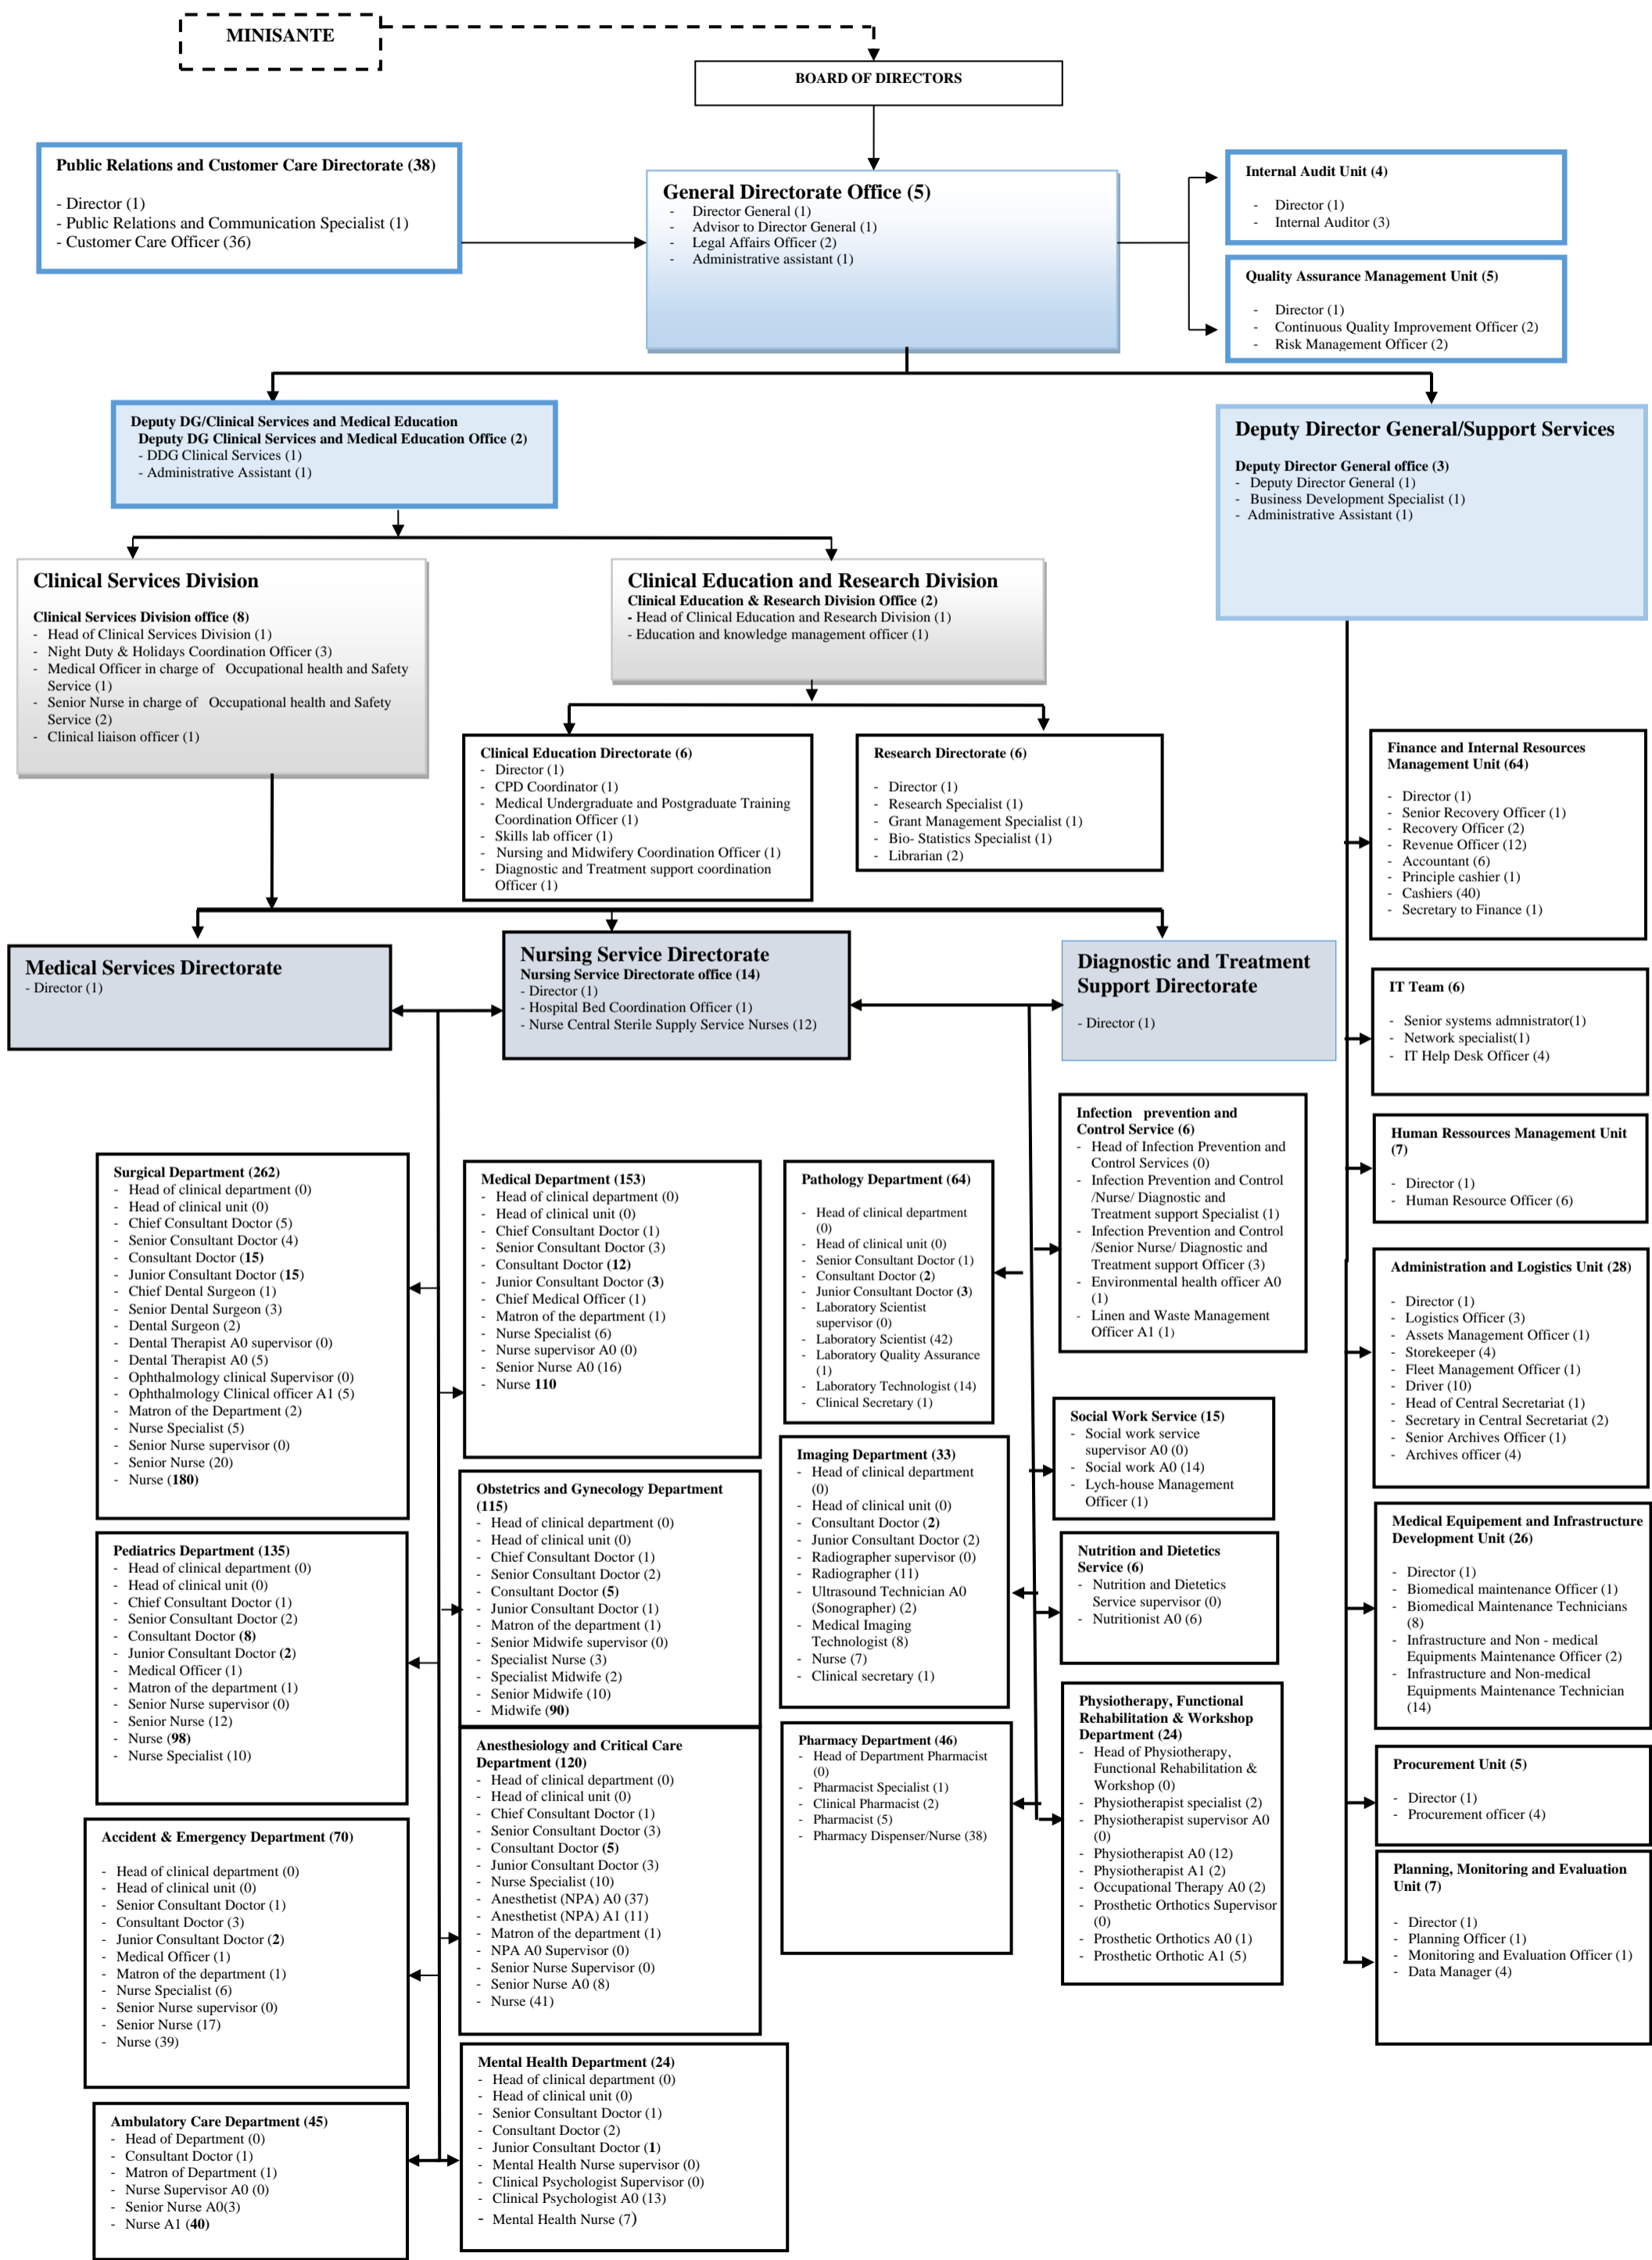 MINISANTE
BOARD OF DIRECTORS
Public Relations and Customer Care Directorate (38)
- Director (1)
- Public Relations and Communication Specialist (1)
- Customer Care Officer (36)
General Directorate Office (5)
- Director General (1)
- Advisor to Director General (1)
- Legal Affairs Officer (2)
- Administrative assistant (1)
Internal Audit Unit (4)
- Director (1)
- Internal Auditor (3)
Quality Assurance Management Unit (5)
- Director (1)
- Continuous Quality Improvement Officer (2)
- Risk Management Officer (2)
Deputy DG/Clinical Services and Medical Education
Deputy DG Clinical Services and Medical Education Office (2)
- DDG Clinical Services (1)
- Administrative Assistant (1)
Deputy Director General/Support Services
Deputy Director General office (3)
- Deputy Director General (1)
- Business Development Specialist (1)
- Administrative Assistant (1)
Clinical Services Division
Clinical Services Division office (8)
- Head of Clinical Services Division (1)
- Night Duty & Holidays Coordination Officer (3)
- Medical Officer in charge of Occupational health and Safety
Service (1)
- Senior Nurse in charge of Occupational health and Safety
Service (2)
- Clinical liaison officer (1)
Clinical Education and Research Division
Clinical Education & Research Division Office (2)
- Head of Clinical Education and Research Division (1)
- Education and knowledge management officer (1)
Clinical Education Directorate (6)
- Director (1)
- CPD Coordinator (1)
- Medical Undergraduate and Postgraduate Training
Coordination Officer (1)
- Skills lab officer (1)
- Nursing and Midwifery Coordination Officer (1)
- Diagnostic and Treatment support coordination
Officer (1)
Research Directorate (6)
- Director (1)
- Research Specialist (1)
- Grant Management Specialist (1)
- Bio- Statistics Specialist (1)
- Librarian (2)
Finance and Internal Resources
Management Unit (64)
- Director (1)
- Senior Recovery Officer (1)
- Recovery Officer (2)
- Revenue Officer (12)
- Accountant (6)
- Principle cashier (1)
- Cashiers (40)
- Secretary to Finance (1)
Medical Services Directorate
- Director (1)
Nursing Service Directorate
Nursing Service Directorate office (14)
- Director (1)
- Hospital Bed Coordination Officer (1)
- Nurse Central Sterile Supply Service Nurses (12)
Diagnostic and Treatment
Support Directorate
- Director (1)
IT Team (6)
- Senior systems admnistrator(1)
- Network specialist(1)
- IT Help Desk Officer (4)
Human Ressources Management Unit
(7)
- Director (1)
- Human Resource Officer (6)
Administration and Logistics Unit (28)
- Director (1)
- Logistics Officer (3)
- Assets Management Officer (1)
- Storekeeper (4)
- Fleet Management Officer (1)
- Driver (10)
- Head of Central Secretariat (1)
- Secretary in Central Secretariat (2)
- Senior Archives Officer (1)
- Archives officer (4)
Medical Equipement and Infrastructure
Development Unit (26)
- Director (1)
- Biomedical maintenance Officer (1)
- Biomedical Maintenance Technicians
(8)
- Infrastructure and Non - medical
Equipments Maintenance Officer (2)
- Infrastructure and Non-medical
Equipments Maintenance Technician
(14)
Procurement Unit (5)
- Director (1)
- Procurement officer (4)
Planning, Monitoring and Evaluation
Unit (7)
- Director (1)
- Planning Officer (1)
- Monitoring and Evaluation Officer (1)
- Data Manager (4)
Surgical Department (262)
- Head of clinical department (0)
- Head of clinical unit (0)
- Chief Consultant Doctor (5)
- Senior Consultant Doctor (4)
- Consultant Doctor (15)
- Junior Consultant Doctor (15)
- Chief Dental Surgeon (1)
- Senior Dental Surgeon (3)
- Dental Surgeon (2)
- Dental Therapist A0 supervisor (0)
- Dental Therapist A0 (5)
- Ophthalmology clinical Supervisor (0)
- Ophthalmology Clinical officer A1 (5)
- Matron of the Department (2)
- Nurse Specialist (5)
- Senior Nurse supervisor (0)
- Senior Nurse (20)
- Nurse (180)
Pediatrics Department (135)
- Head of clinical department (0)
- Head of clinical unit (0)
- Chief Consultant Doctor (1)
- Senior Consultant Doctor (2)
- Consultant Doctor (8)
- Junior Consultant Doctor (2)
- Medical Officer (1)
- Matron of the department (1)
- Senior Nurse supervisor (0)
- Senior Nurse (12)
- Nurse (98)
- Nurse Specialist (10)
Accident & Emergency Department (70)
- Head of clinical department (0)
- Head of clinical unit (0)
- Senior Consultant Doctor (1)
- Consultant Doctor (3)
- Junior Consultant Doctor (2)
- Medical Officer (1)
- Matron of the department (1)
- Nurse Specialist (6)
- Senior Nurse supervisor (0)
- Senior Nurse (17)
- Nurse (39)
Ambulatory Care Department (45)
- Head of Department (0)
- Consultant Doctor (1)
- Matron of Department (1)
- Nurse Supervisor A0 (0)
- Senior Nurse A0(3)
- Nurse A1 (40)
Medical Department (153)
- Head of clinical department (0)
- Head of clinical unit (0)
- Chief Consultant Doctor (1)
- Senior Consultant Doctor (3)
- Consultant Doctor (12)
- Junior Consultant Doctor (3)
- Chief Medical Officer (1)
- Matron of the department (1)
- Nurse Specialist (6)
- Nurse supervisor A0 (0)
- Senior Nurse A0 (16)
- Nurse 110
Obstetrics and Gynecology Department
(115)
- Head of clinical department (0)
- Head of clinical unit (0)
- Chief Consultant Doctor (1)
- Senior Consultant Doctor (2)
- Consultant Doctor (5)
- Junior Consultant Doctor (1)
- Matron of the department (1)
- Senior Midwife supervisor (0)
- Specialist Nurse (3)
- Specialist Midwife (2)
- Senior Midwife (10)
- Midwife (90)
Anesthesiology and Critical Care
Department (120)
- Head of clinical department (0)
- Head of clinical unit (0)
- Chief Consultant Doctor (1)
- Senior Consultant Doctor (3)
- Consultant Doctor (5)
- Junior Consultant Doctor (3)
- Nurse Specialist (10)
- Anesthetist (NPA) A0 (37)
- Anesthetist (NPA) A1 (11)
- Matron of the department (1)
- NPA A0 Supervisor (0)
- Senior Nurse Supervisor (0)
- Senior Nurse A0 (8)
- Nurse (41)
Mental Health Department (24)
- Head of clinical department (0)
- Head of clinical unit (0)
- Senior Consultant Doctor (1)
- Consultant Doctor (2)
- Junior Consultant Doctor (1)
- Mental Health Nurse supervisor (0)
- Clinical Psychologist Supervisor (0)
- Clinical Psychologist A0 (13)
- Mental Health Nurse (7)
Pathology Department (64)
- Head of clinical department
(0)
- Head of clinical unit (0)
- Senior Consultant Doctor (1)
- Consultant Doctor (2)
- Junior Consultant Doctor (3)
- Laboratory Scientist
supervisor (0)
- Laboratory Scientist (42)
- Laboratory Quality Assurance
(1)
- Laboratory Technologist (14)
- Clinical Secretary (1)
Imaging Department (33)
- Head of clinical department
(0)
- Head of clinical unit (0)
- Consultant Doctor (2)
- Junior Consultant Doctor (2)
- Radiographer supervisor (0)
- Radiographer (11)
- Ultrasound Technician A0
(Sonographer) (2)
- Medical Imaging
Technologist (8)
- Nurse (7)
- Clinical secretary (1)
Pharmacy Department (46)
- Head of Department Pharmacist
(0)
- Pharmacist Specialist (1)
- Clinical Pharmacist (2)
- Pharmacist (5)
- Pharmacy Dispenser/Nurse (38)
Infection prevention and
Control Service (6)
- Head of Infection Prevention and
Control Services (0)
- Infection Prevention and Control
/Nurse/ Diagnostic and
Treatment support Specialist (1)
- Infection Prevention and Control
/Senior Nurse/ Diagnostic and
Treatment support Officer (3)
- Environmental health officer A0
(1)
- Linen and Waste Management
Officer A1 (1)
Social Work Service (15)
- Social work service
supervisor A0 (0)
- Social work A0 (14)
- Lych-house Management
Officer (1)
Nutrition and Dietetics
Service (6)
- Nutrition and Dietetics
Service supervisor (0)
- Nutritionist A0 (6)
Physiotherapy, Functional
Rehabilitation & Workshop
Department (24)
- Head of Physiotherapy,
Functional Rehabilitation &
Workshop (0)
- Physiotherapist specialist (2)
- Physiotherapist supervisor A0
(0)
- Physiotherapist A0 (12)
- Physiotherapist A1 (2)
- Occupational Therapy A0 (2)
- Prosthetic Orthotics Supervisor
(0)
- Prosthetic Orthotics A0 (1)
- Prosthetic Orthotic A1 (5)